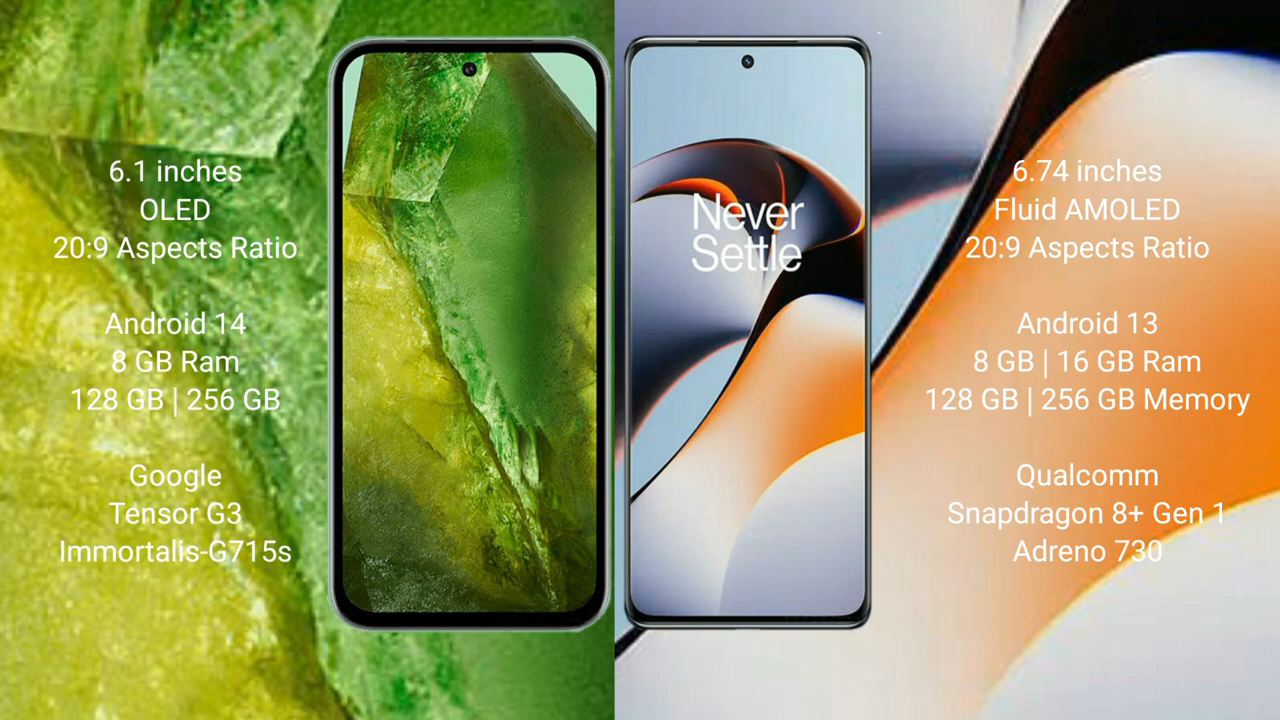 6.1 inches
OLED
20:9 Aspects Ratio
Android 14
8 GB Ram
128 GB | 256 GB
Google
Tensor G3
Immortalis-G715s
Never
Settle
6.74 inches
Fluid AMOLED
20:9 Aspects Ratio
Android 13
8 GB | 16 GB Ram
128 GB | 256 GB Memory
Qualcomm
Snapdragon 8+ Gen 1
Adreno 730